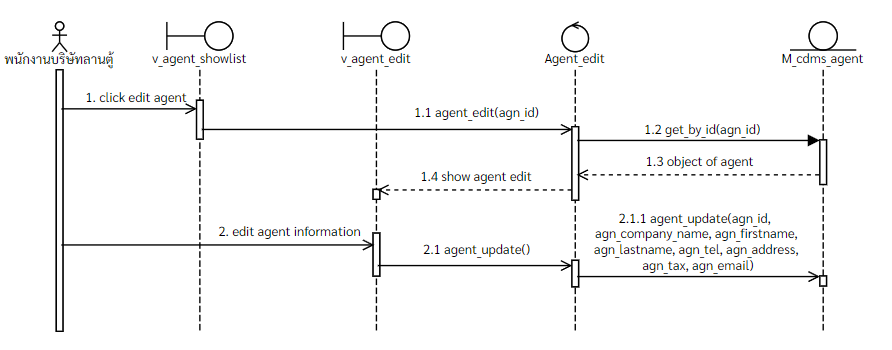 พนักงานบริษัทลานตู้
v_agent_showlist
v_agent_edit
Agent_edit
M_cdms_agent
1. click edit agent
1.1 agent_edit(agn_id)
1.2 get_by_id(agn_id)
1.3 object of agent
1.4 show agent edit
2. edit agent information
2.1 agent_update()
2.1.1 agent_update(agn_id,
agn_company_name, agn_firstname,
agn_lastname, agn_tel, agn_address,
agn_tax, agn_email)